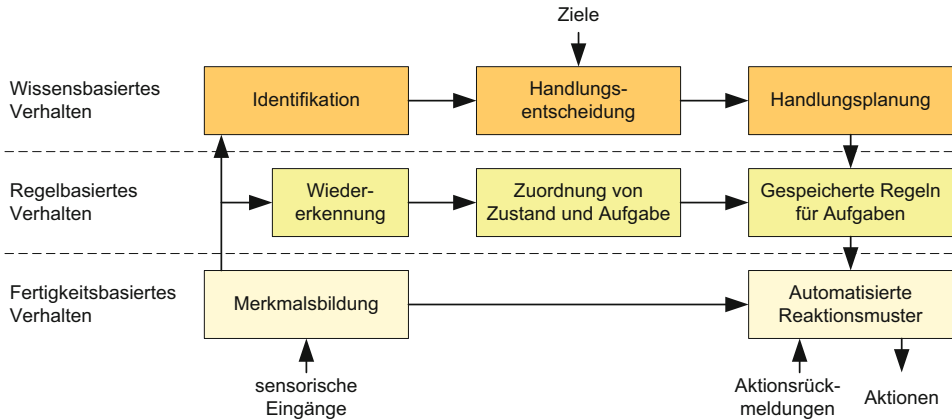 Ziele
Wissensbasiertes
Verhalten
Identifikation
Handlungs-
entscheidung
Handlungsplanung
Regelbasiertes
Verhalten
Wieder-
erkennung
Zuordnung von
Zustand und Aufgabe
Gespeicherte Regeln
für Aufgaben
Fertigkeitsbasiertes
Verhalten
Merkmalsbildung
Automatisierte
Reaktionsmuster
sensorische
Eingänge
Aktionsrück-
meldungen
Aktionen